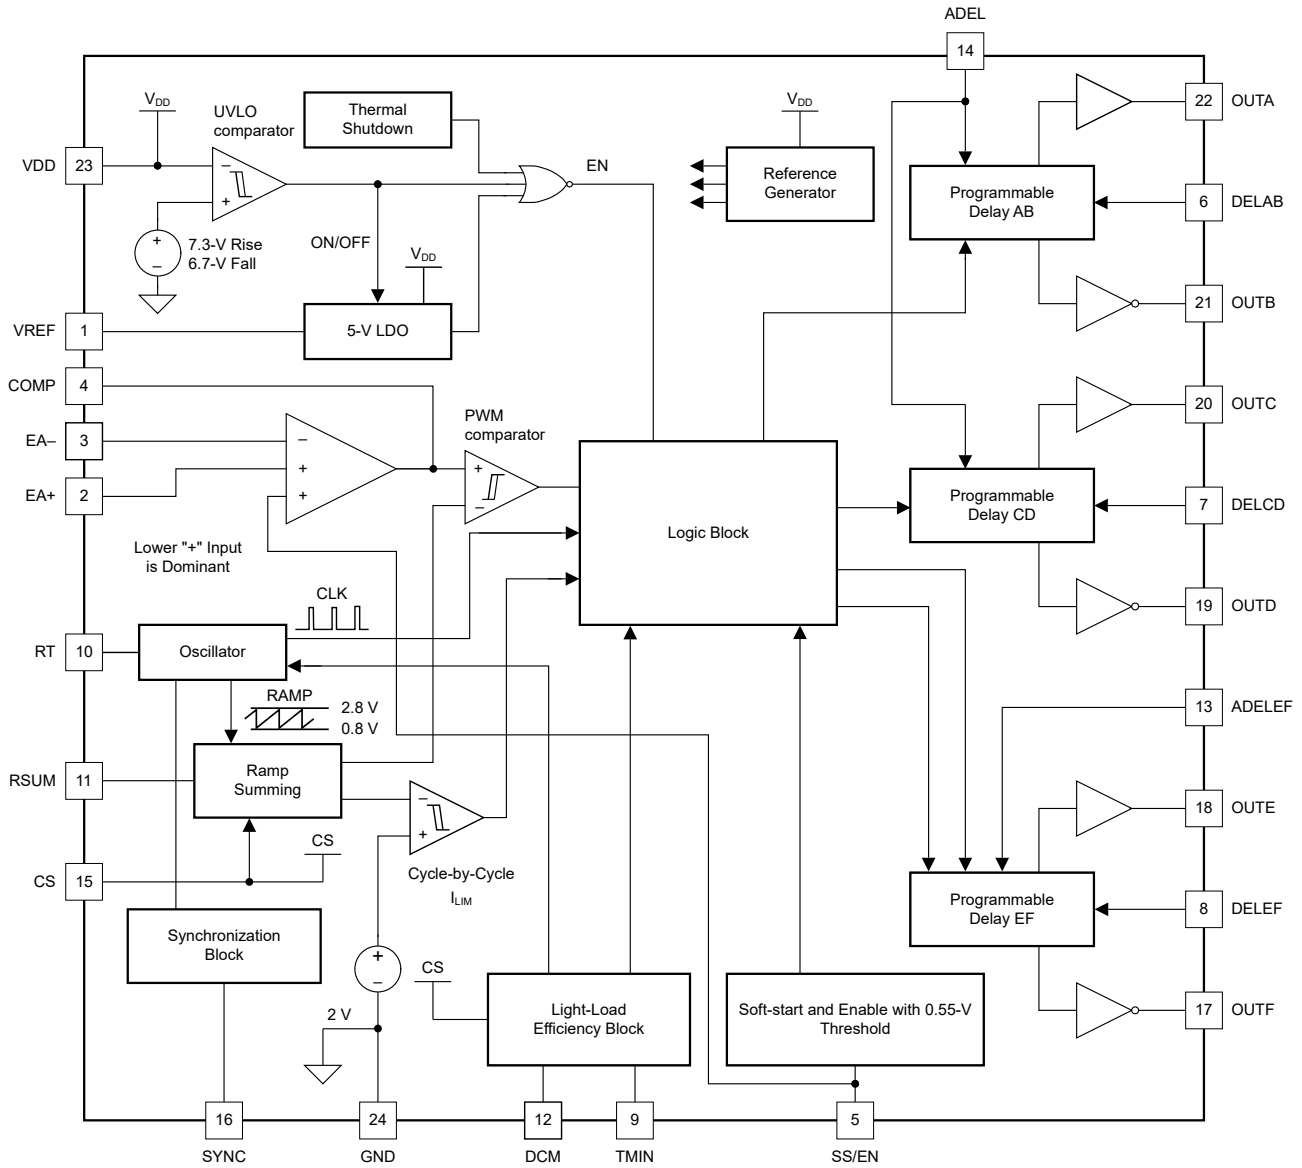 ADEL
14
VDD
UVLO
comparator
Thermal
Shutdown
VDD
22
OUTA
VDD
23
−
+
EN
Reference
Generator
Programmable
Delay AB
6
DELAB
+
−
7.3-V Rise
6.7-V Fall
ON/OFF
VDD
21
OUTB
VREF
1
5-V LDO
COMP
4
20
OUTC
EA−
3
−
+
+
PWM
comparator
+
−
EA+
2
Programmable
Delay CD
7
DELCD
Logic Block
Lower "+" Input
is Dominant
CLK
19
OUTD
RT
10
Oscillator
RAMP
2.8 V
0.8 V
13
ADELEF
RSUM
11
Ramp
Summing
−
+
18
OUTE
CS
CS
15
Cycle-by-Cycle
ILIM
Programmable
Delay EF
8
DELEF
Synchronization
Block
+
−
CS
2 V
Light-Load
Efficiency Block
Soft-start and Enable with 0.55-V
Threshold
17
OUTF
16
24
12
9
5
SYNC
GND
DCM
TMIN
SS/EN